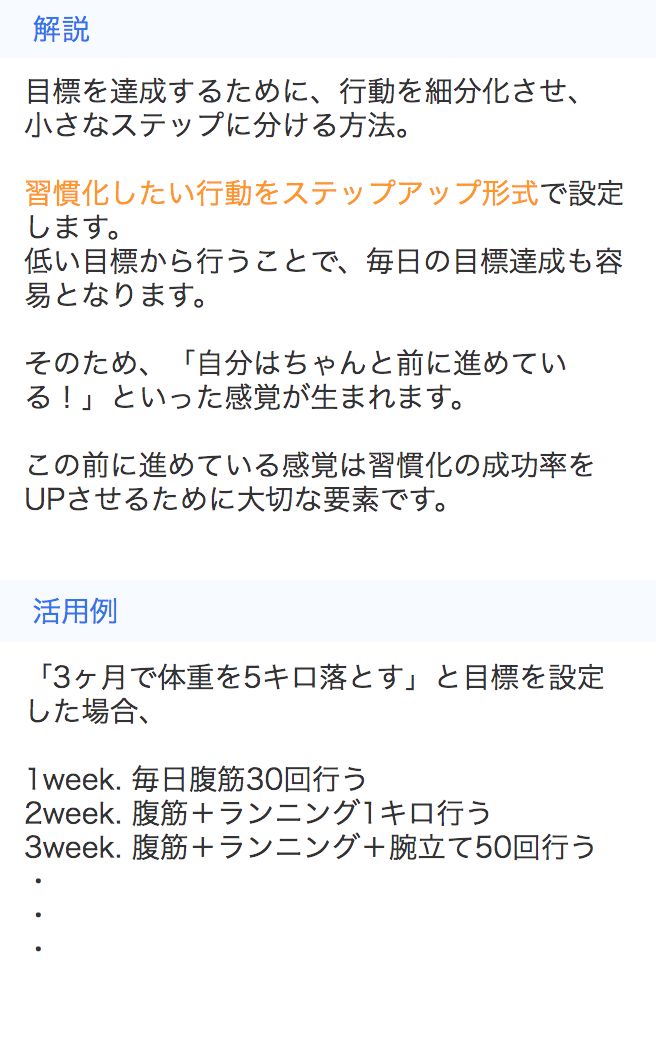 解説
目標を達成するために、行動を細分化させ、
小さなステップに分ける方法。
習慣化したい行動をステップアップ形式で設定
します。
低い目標から行うことで、毎日の目標達成も容
易となります。
そのため、「自分はちゃんと前に進めてい
る！」といった感覚が生まれます。
この前に進めている感覚は習慣化の成功率を
UPさせるために大切な要素です。
活用例
「3ヶ月で体重を5キロ落とす」と目標を設定
した場合、
1week. 毎日腹筋30回行う
2week. 腹筋＋ランニング1キロ行う
3week. 腹筋＋ランニング＋腕立て50回行う
・
・
・